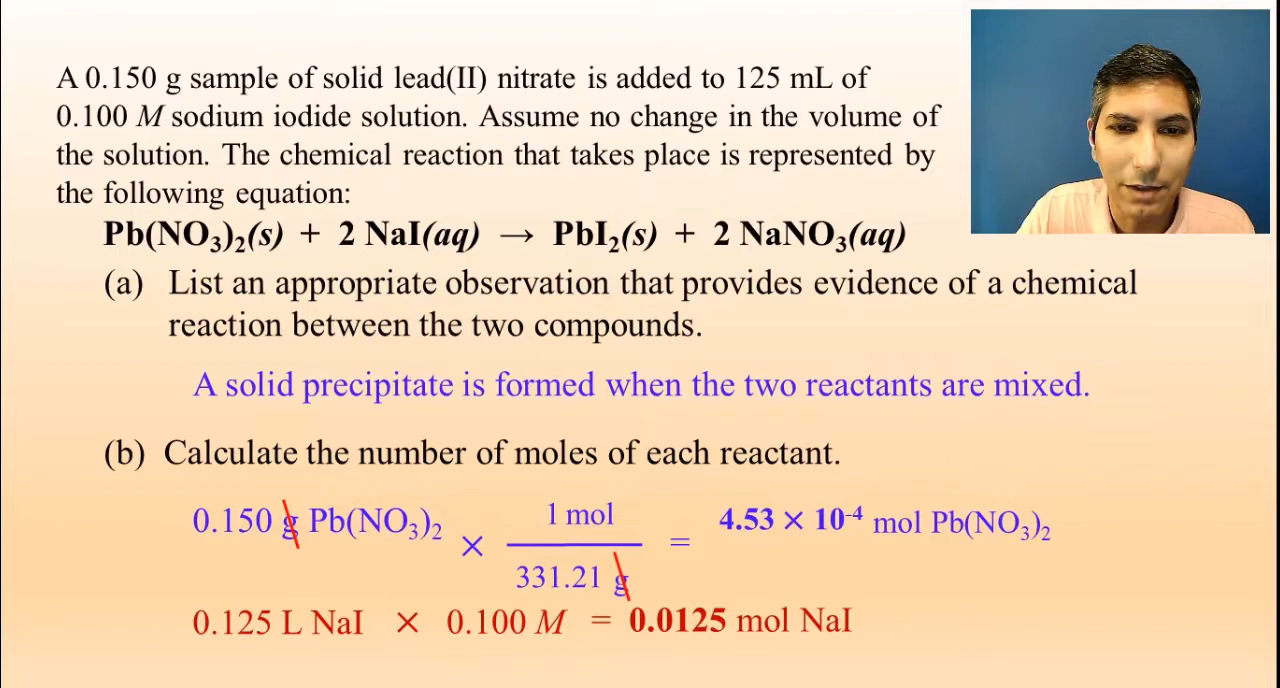 A 0.150 g sample of solid lead(II) nitrate is added to 125 mL of
0.100 M sodium iodide solution. Assume no change in the volume of
the solution. The chemical reaction that takes place is represented by
the following equation:
Pb(NO₃)₂(s) + 2 NaI(aq) → PbI₂(s) + 2 NaNO₃(aq)
(a) List an appropriate observation that provides evidence of a chemical
reaction between the two compounds.
A solid precipitate is formed when the two reactants are mixed.
(b) Calculate the number of moles of each reactant.
0.150 g Pb(NO₃)₂ × 1 mol / 331.21 g = 4.53 × 10⁻⁴ mol Pb(NO₃)₂
0.125 L NaI × 0.100 M = 0.0125 mol NaI